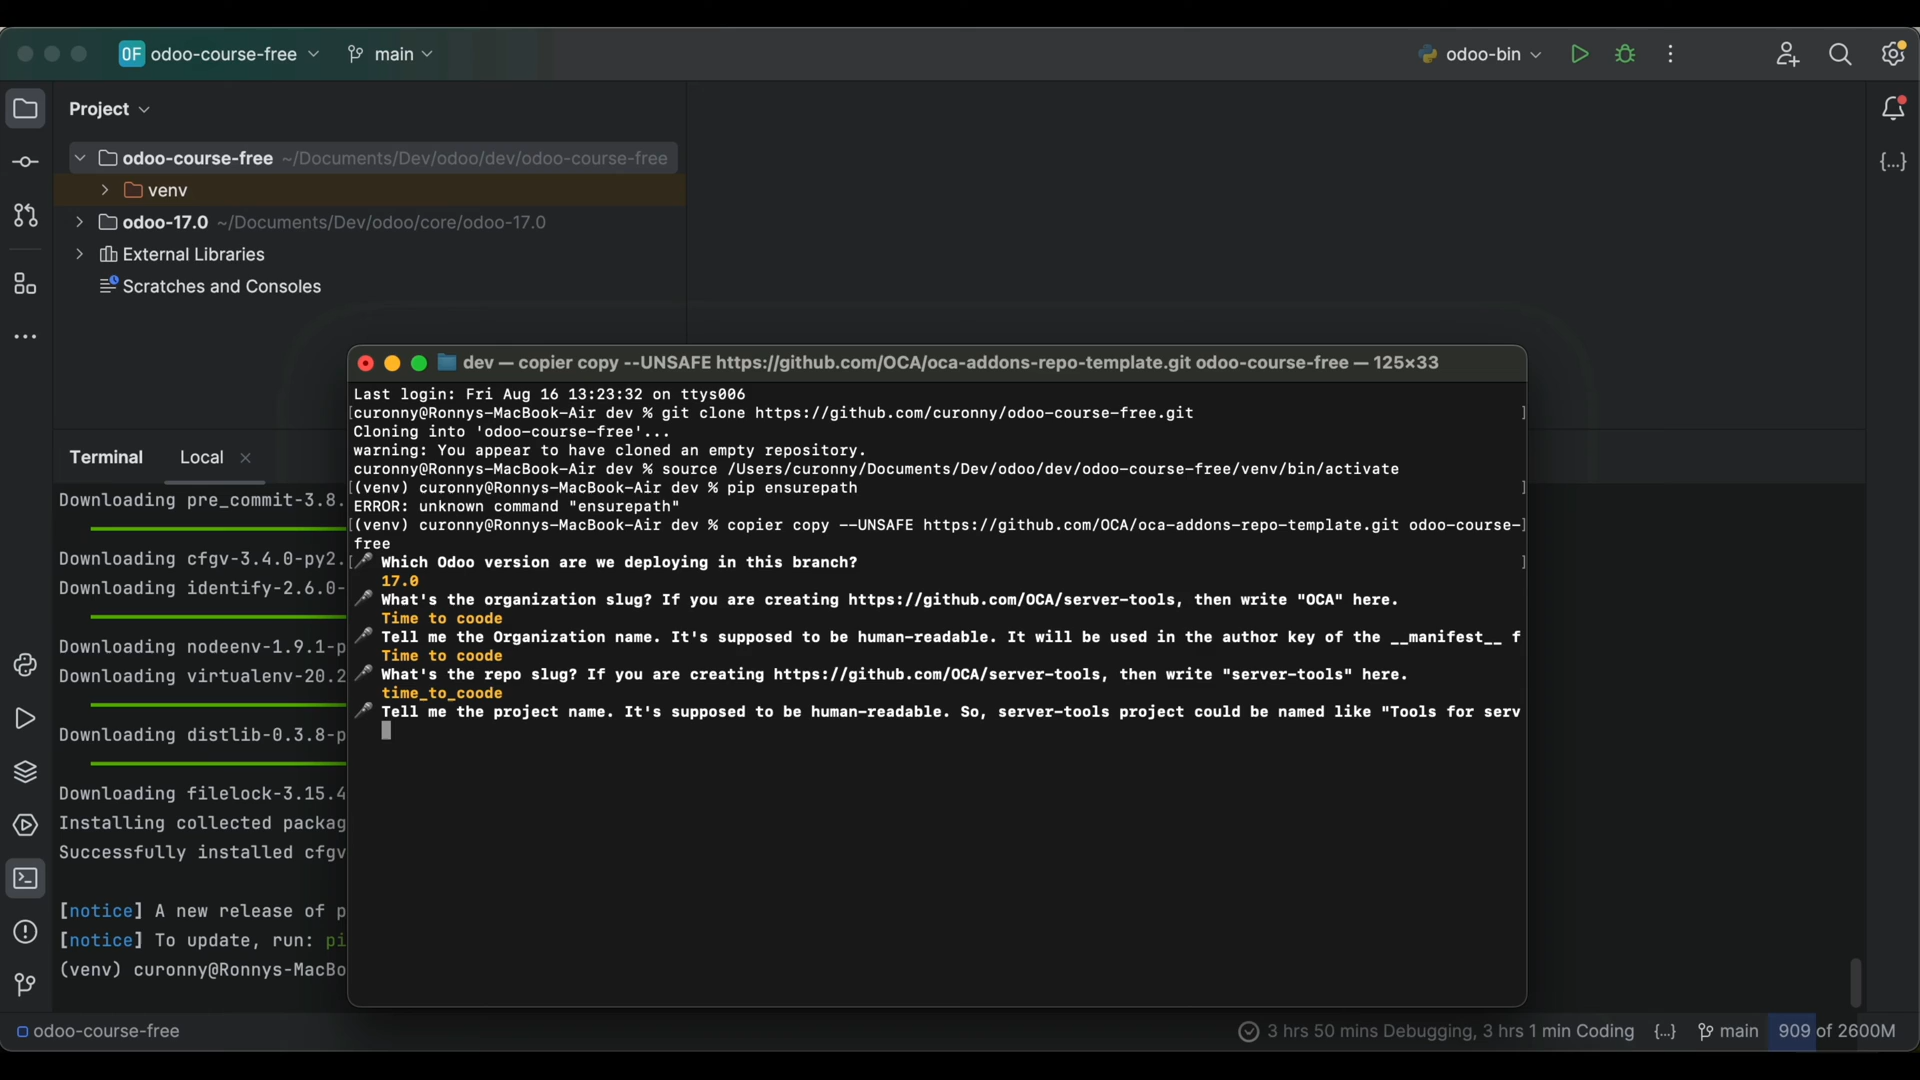 OF odoo-course-free
main
odoo-bin
Project
odoo-course-free ~/Documents/Dev/odoo/dev/odoo-course-free
venv
odoo-17.0 ~/Documents/Dev/odoo/core/odoo-17.0
External Libraries
Scratches and Consoles
{...}
Terminal Local
Downloading pre_commit-3.8.
Downloading cfgv-3.4.0-py2.
Downloading identify-2.6.0-
Downloading nodeenv-1.9.1-p
Downloading virtualenv-20.2
Downloading distlib-0.3.8-p
Downloading filelock-3.15.4
Installing collected packag
Successfully installed cfgv
[notice] A new release of p
[notice] To update, run: pi
(venv) curonny@Ronnys-MacBo
dev — copier copy --UNSAFE https://github.com/OCA/oca-addons-repo-template.git odoo-course-free — 125×33
Last login: Fri Aug 16 13:23:32 on ttys006
[curonny@Ronnys-MacBook-Air dev % git clone https://github.com/curonny/odoo-course-free.git ]
Cloning into 'odoo-course-free'...
warning: You appear to have cloned an empty repository.
curonny@Ronnys-MacBook-Air dev % source /Users/curonny/Documents/Dev/odoo/dev/odoo-course-free/venv/bin/activate
[(venv) curonny@Ronnys-MacBook-Air dev % pip ensurepath ]
ERROR: unknown command "ensurepath"
[(venv) curonny@Ronnys-MacBook-Air dev % copier copy --UNSAFE https://github.com/OCA/oca-addons-repo-template.git odoo-course-]
free
[🎤 Which Odoo version are we deploying in this branch? ]
17.0
🎤 What's the organization slug? If you are creating https://github.com/OCA/server-tools, then write "OCA" here.
Time to coode
🎤 Tell me the Organization name. It's supposed to be human-readable. It will be used in the author key of the __manifest__ f
Time to coode
🎤 What's the repo slug? If you are creating https://github.com/OCA/server-tools, then write "server-tools" here.
time_to_coode
🎤 Tell me the project name. It's supposed to be human-readable. So, server-tools project could be named like "Tools for serv
odoo-course-free
3 hrs 50 mins Debugging, 3 hrs 1 min Coding {...} main 909 of 2600M